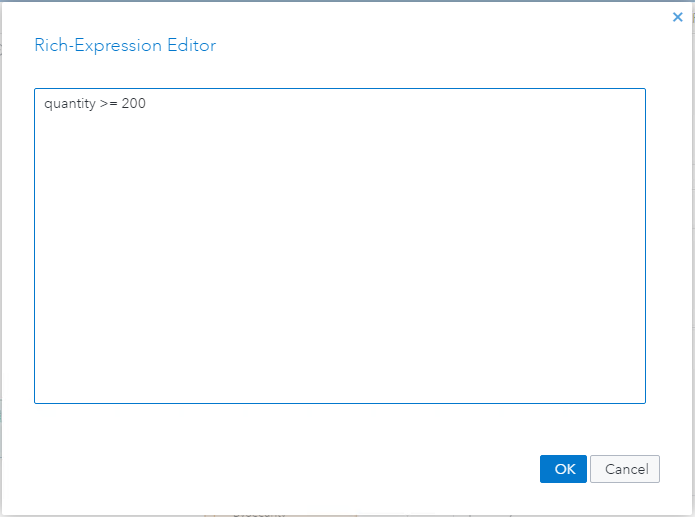 Rich-Expression Editor
quantity >= 200
OK
Cancel